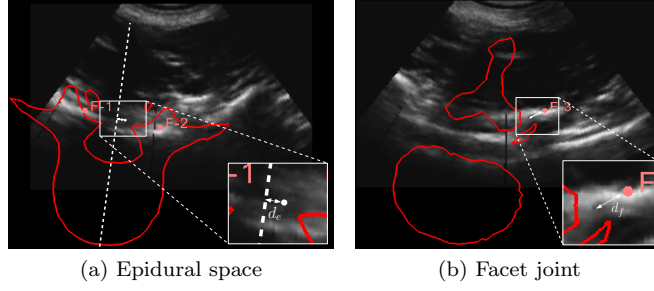 F-1
F-2
-1
d_e
F-3
F
d_f
(a) Epidural space
(b) Facet joint